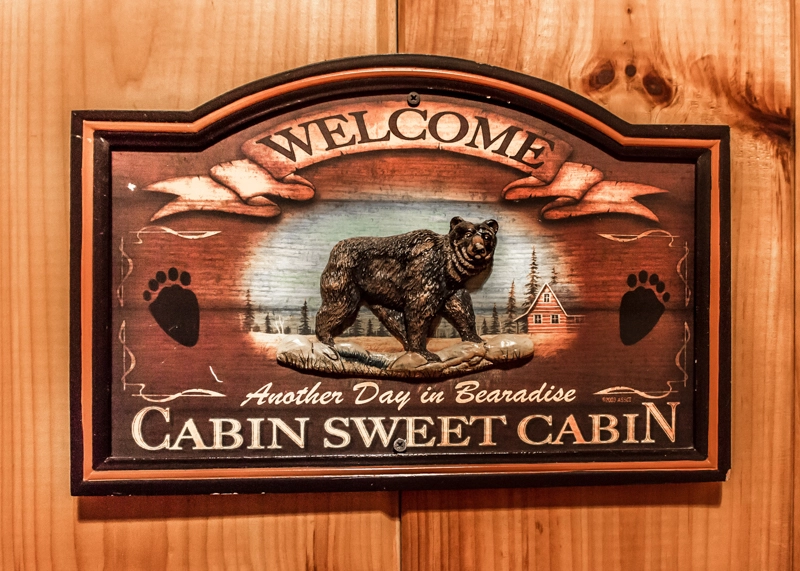 WELCOME
Another Day in Bearadise
CABIN SWEET CABIN